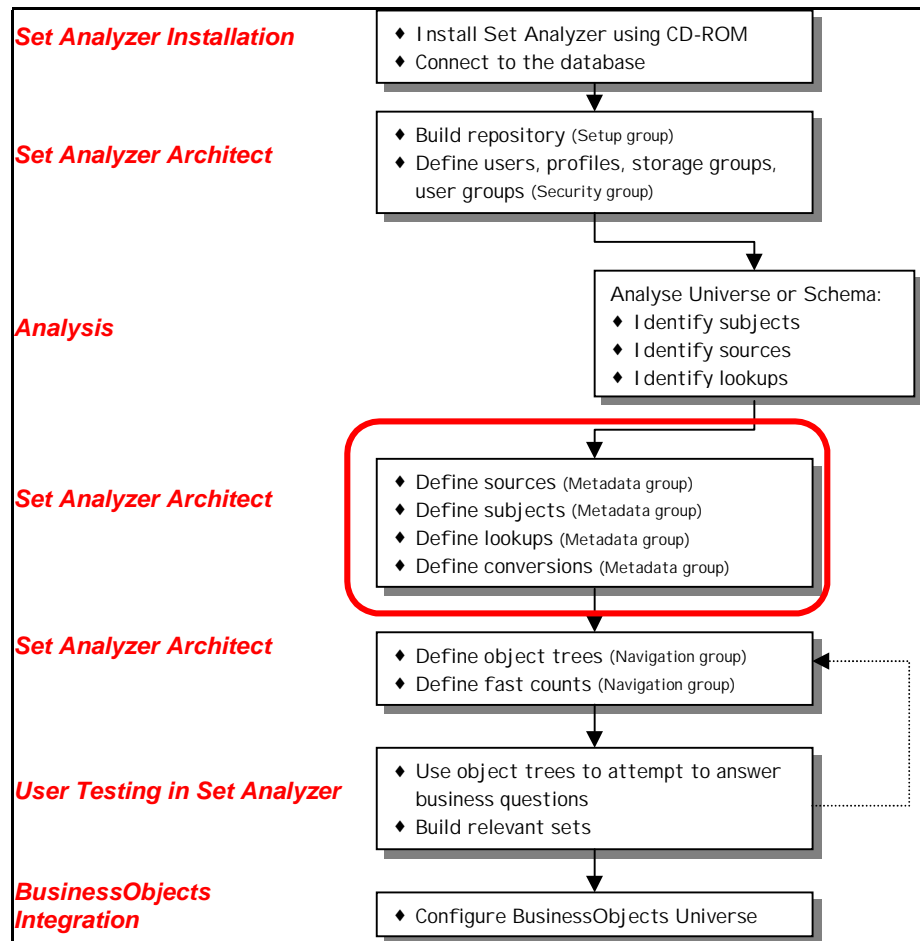 Set Analyzer Installation
♦ Install Set Analyzer using CD-ROM
♦ Connect to the database
Set Analyzer Architect
♦ Build repository (Setup group)
♦ Define users, profiles, storage groups,
user groups (Security group)
Analysis
Analyse Universe or Schema:
♦ Identify subjects
♦ Identify sources
♦ Identify lookups
Set Analyzer Architect
♦ Define sources (Metadata group)
♦ Define subjects (Metadata group)
♦ Define lookups (Metadata group)
♦ Define conversions (Metadata group)
Set Analyzer Architect
♦ Define object trees (Navigation group)
♦ Define fast counts (Navigation group)
User Testing in Set Analyzer
♦ Use object trees to attempt to answer
business questions
♦ Build relevant sets
BusinessObjects
Integration
♦ Configure BusinessObjects Universe